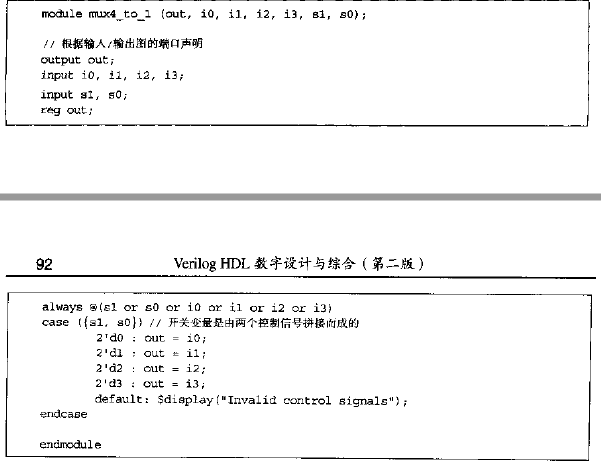 module mux4_to_1 (out, i0, i1, i2, i3, s1, s0);
// 根据输入/输出图的端口声明
output out;
input i0, i1, i2, i3;
input s1, s0;
reg out;
92 Verilog HDL 数字设计与综合（第二版）
always @(s1 or s0 or i0 or i1 or i2 or i3)
case ({s1, s0}) // 开关变量是由两个控制信号拼接而成的
2'd0 : out = i0;
2'd1 : out = i1;
2'd2 : out = i2;
2'd3 : out = i3;
default: $display("Invalid control signals");
endcase
endmodule